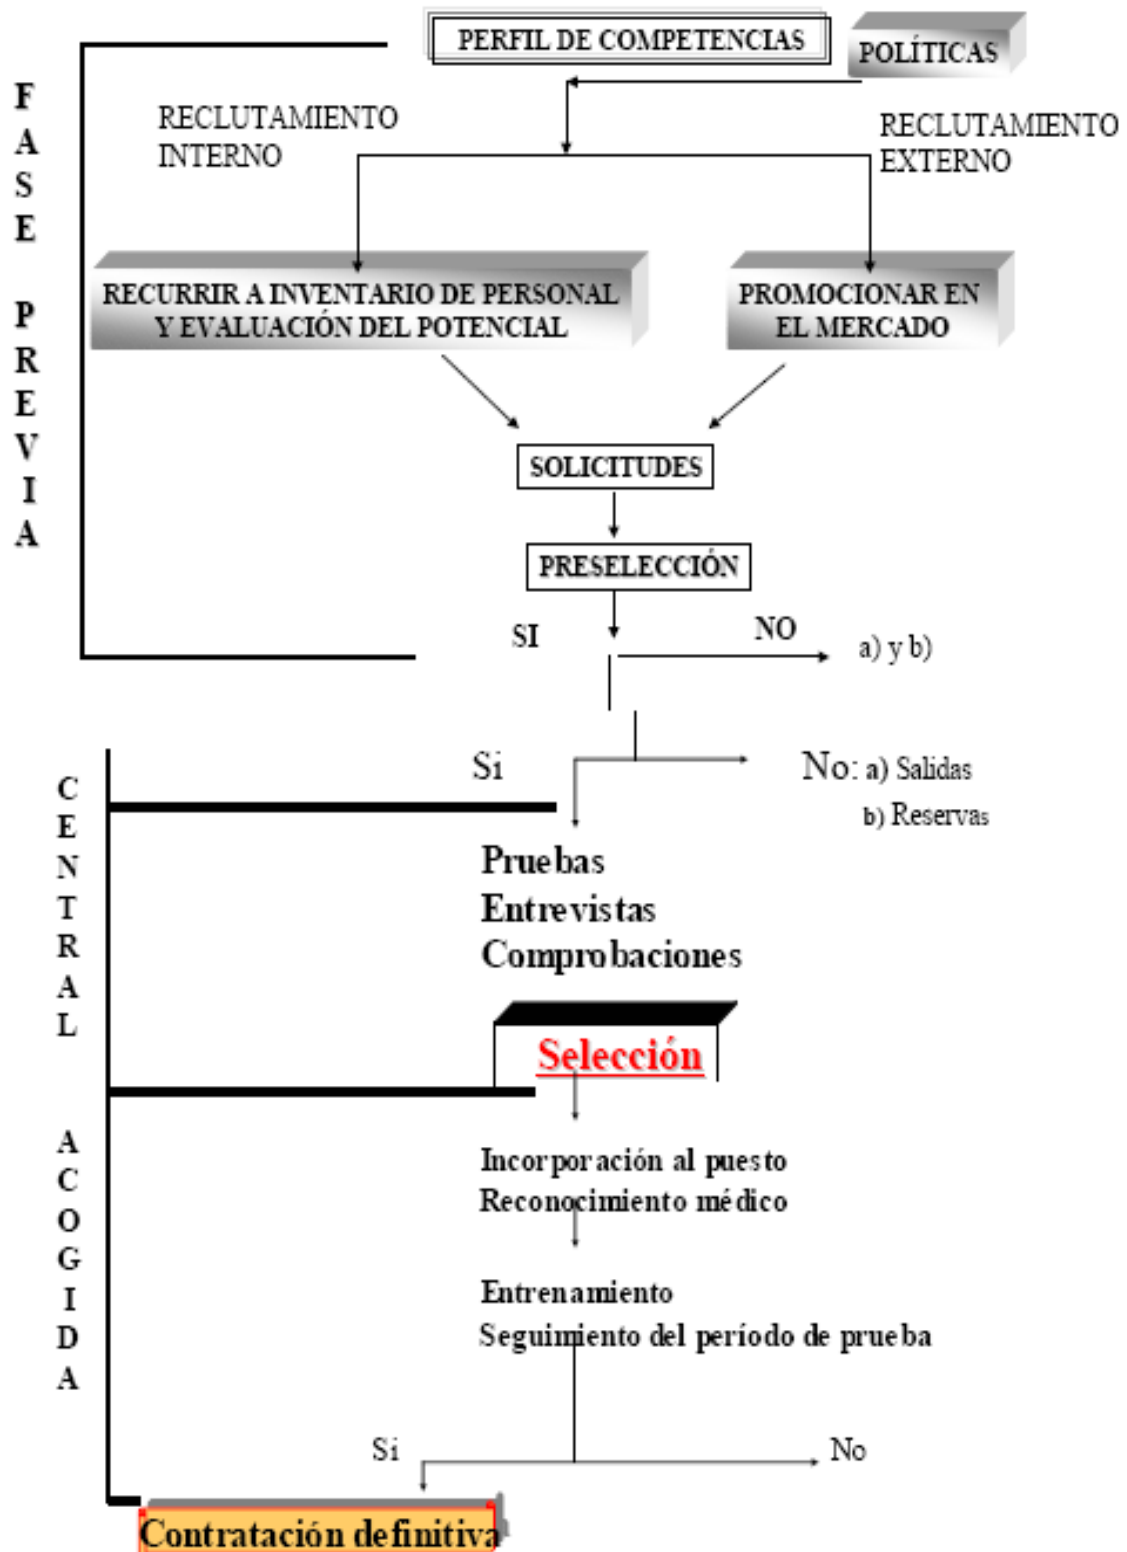 PERFIL DE COMPETENCIAS
POLÍTICAS
FASE PREVIA
RECLUTAMIENTO
INTERNO
RECLUTAMIENTO
EXTERNO
RECURRIR A INVENTARIO DE PERSONAL
Y EVALUACIÓN DEL POTENCIAL
PROMOCIONAR EN
EL MERCADO
SOLICITUDES
PRESELECCIÓN
SI
NO
a) y b)
CENTRAL
Si
No: a) Salidas
b) Reservas
Pruebas
Entrevistas
Comprobaciones
Selección
ACOGIDA
Incorporación al puesto
Reconocimiento médico
Entrenamiento
Seguimiento del período de prueba
Si
No
Contratación definitiva